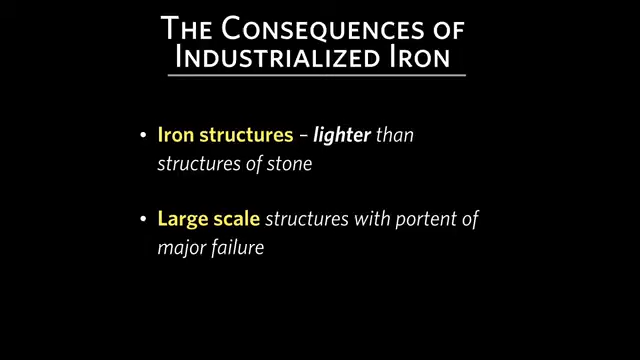 THE CONSEQUENCES OF
INDUSTRIALIZED IRON
• Iron structures – lighter than
structures of stone
• Large scale structures with portent of
major failure